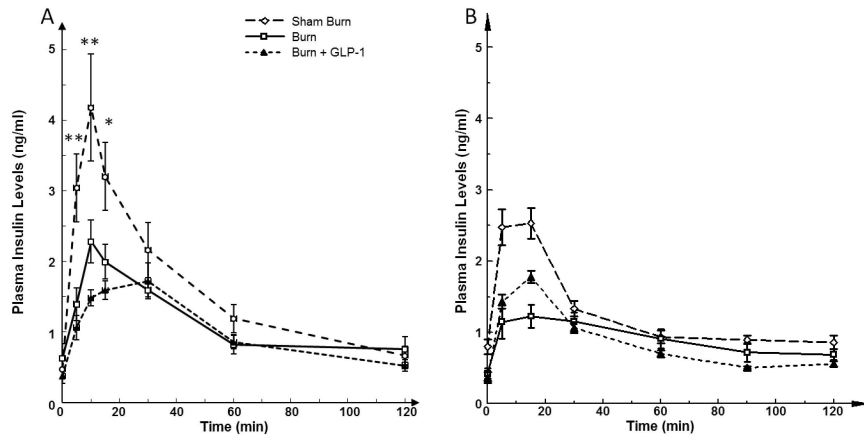 A
B
Sham Burn
Burn
Burn + GLP-1
**
**
*
Plasma Insulin Levels (ng/ml)
5
4
3
2
1
0
0 20 40 60 80 100 120
Time (min)
Plasma Insulin Levels (ng/ml)
5
4
3
2
1
0
0 20 40 60 80 100 120
Time (min)